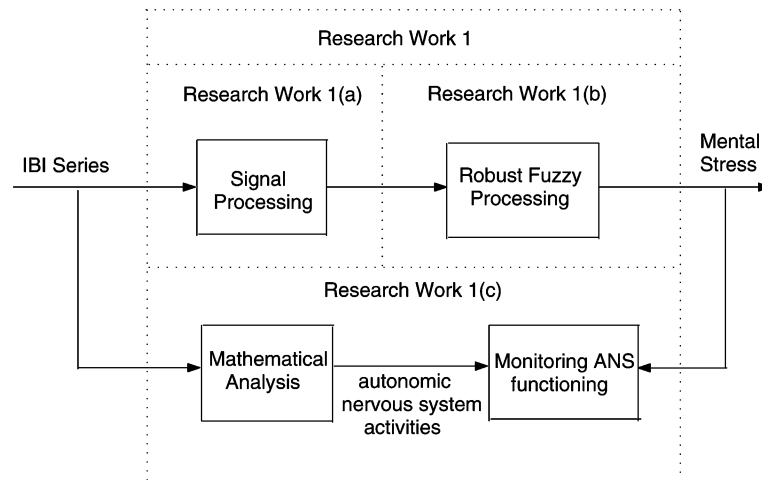 Research Work 1
Research Work 1(a)
Research Work 1(b)
IBI Series
Signal
Processing
Robust Fuzzy
Processing
Mental
Stress
Research Work 1(c)
Mathematical
Analysis
autonomic
nervous system
activities
Monitoring ANS
functioning